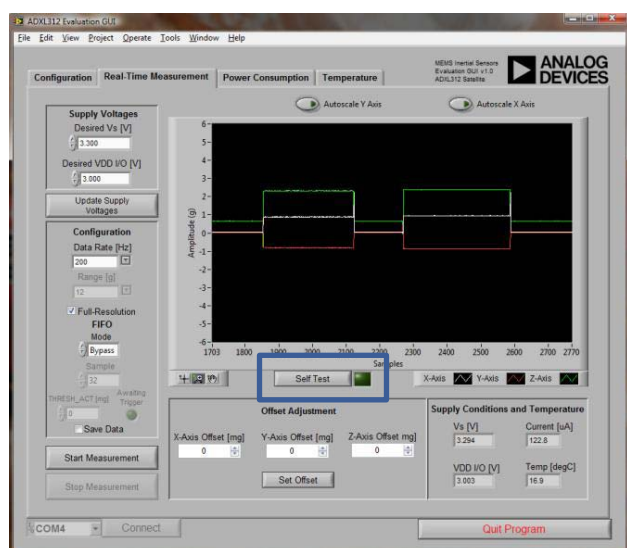 ADXL312 Evaluation GUI
File Edit View Project Operate Tools Window Help
MEMS Inertial Sensors
Evaluation GUI v1.0
ADXL312 Satellite
ANALOG
DEVICES
Configuration Real-Time Measurement Power Consumption Temperature
Autoscale Y Axis Autoscale X Axis
Supply Voltages
Desired Vs [V]
3.300
Desired VDD I/O [V]
3.000
Update Supply
Voltages
Configuration
Data Rate [Hz]
200
Range [g]
12
Full-Resolution
FIFO
Mode
Bypass
Sample
32
THRESH_ACT [mg] Awaiting
Trigger
0
Save Data
Start Measurement
Stop Measurement
Amplitude (g)
6
5
4
3
2
1
0
-1
-2
-3
-4
-5
-6
1703 1800 1900 2000 2100 2200 2300 2400 2500 2600 2700 2770
Samples
Self Test
X-Axis Y-Axis Z-Axis
Offset Adjustment
X-Axis Offset [mg] Y-Axis Offset [mg] Z-Axis Offset mg]
0 0 0
Set Offset
Supply Conditions and Temperature
Vs [V] Current [uA]
3.294 122.8
VDD I/O [V] Temp [degC]
3.003 16.9
COM4 Connect Quit Program